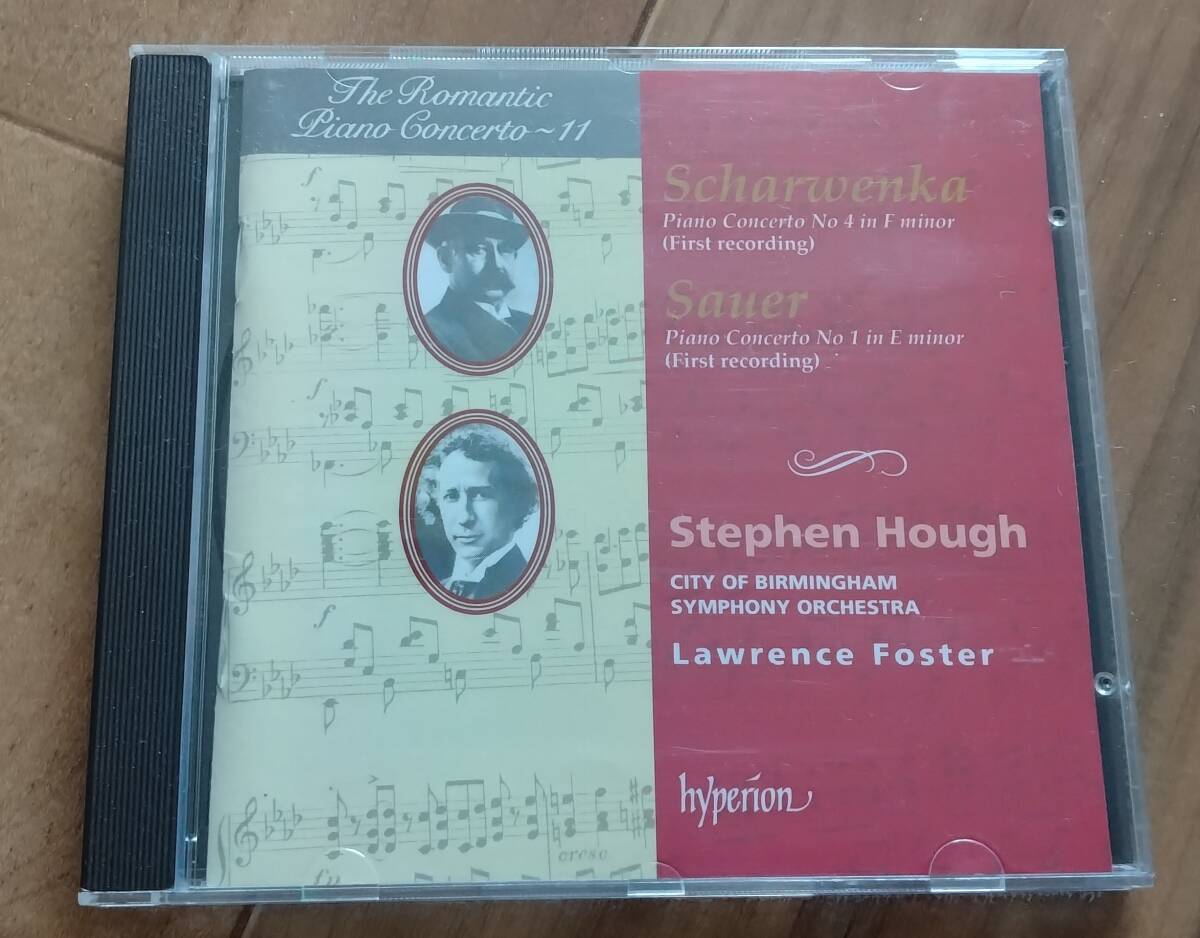 The Romantic
Piano Concerto ~ 11
Scharwenka
Piano Concerto No 4 in F minor
(First recording)
Sauer
Piano Concerto No 1 in E minor
(First recording)
Stephen Hough
CITY OF BIRMINGHAM
SYMPHONY ORCHESTRA
Lawrence Foster
hyperion
cresc